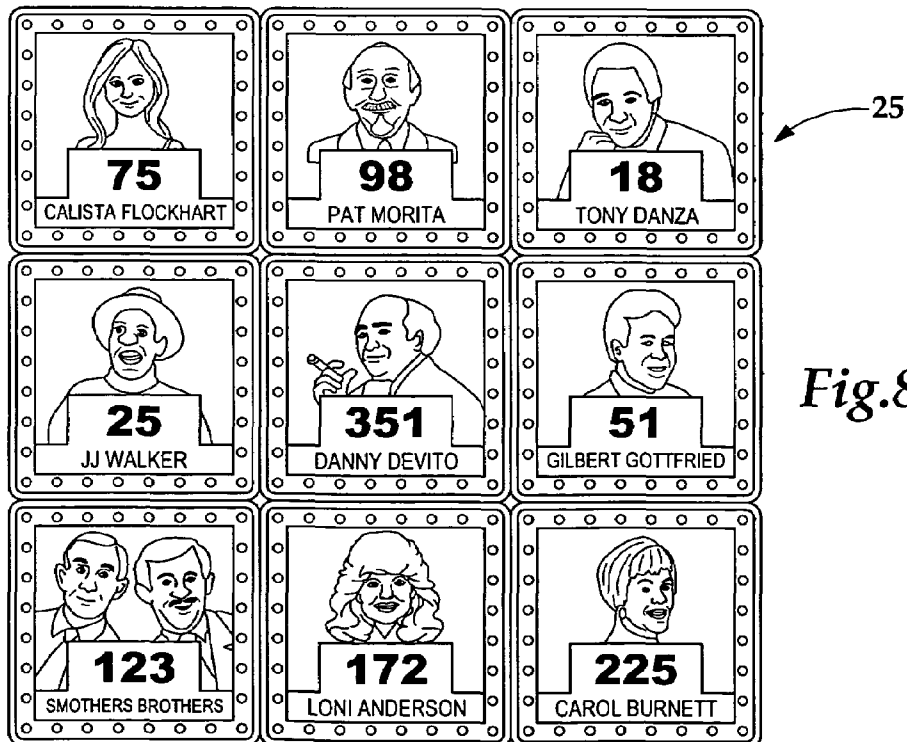 75
CALISTA FLOCKHART
98
PAT MORITA
18
TONY DANZA
25
25
JJ WALKER
351
DANNY DEVITO
51
GILBERT GOTTFRIED
Fig.8
123
SMOTHERS BROTHERS
172
LONI ANDERSON
225
CAROL BURNETT